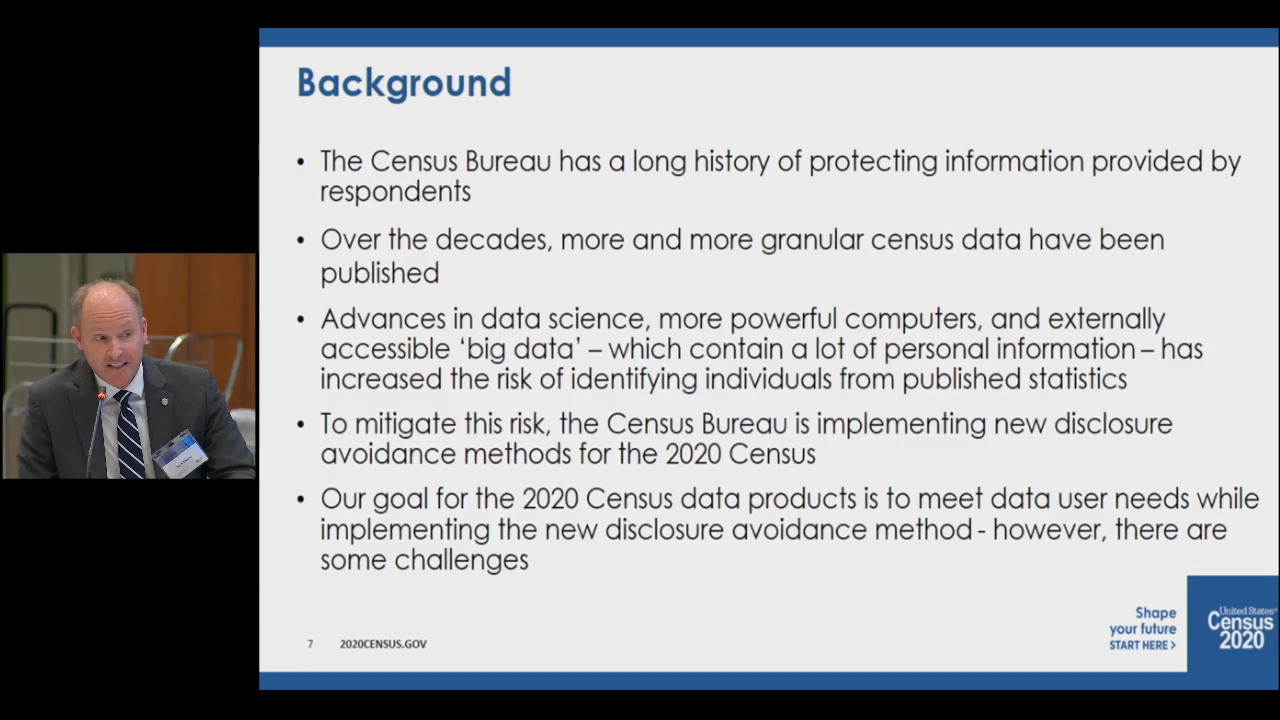 Background
• The Census Bureau has a long history of protecting information provided by
respondents
• Over the decades, more and more granular census data have been
published
• Advances in data science, more powerful computers, and externally
accessible ‘big data’ – which contain a lot of personal information – has
increased the risk of identifying individuals from published statistics
• To mitigate this risk, the Census Bureau is implementing new disclosure
avoidance methods for the 2020 Census
• Our goal for the 2020 Census data products is to meet data user needs while
implementing the new disclosure avoidance method - however, there are
some challenges
7 2020CENSUS.GOV
Shape
your future
START HERE >
United States®
Census
2020